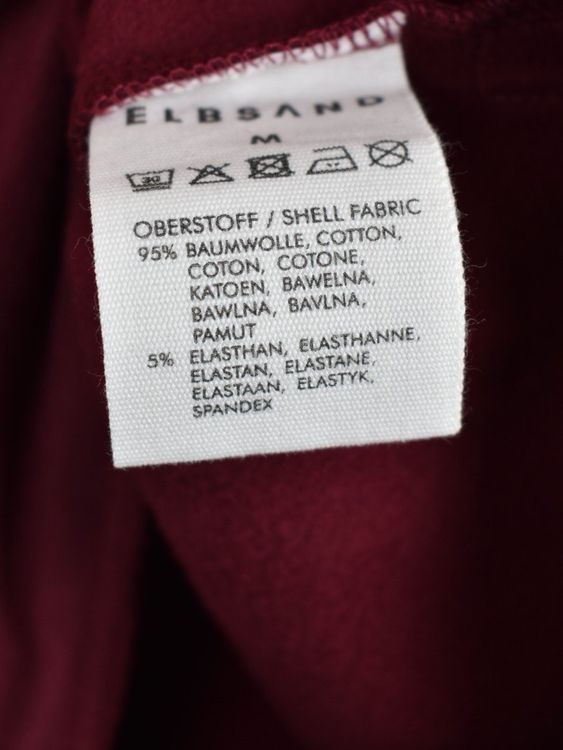 ELBSAND
M
30
OBERSTOFF / SHELL FABRIC
95% BAUMWOLLE, COTTON,
COTON, COTONE,
KATOEN, BAWELNA,
BAWLNA, BAVLNA,
PAMUT
5% ELASTHAN, ELASTHANNE,
ELASTAN, ELASTANE,
ELASTAAN, ELASTYK,
SPANDEX